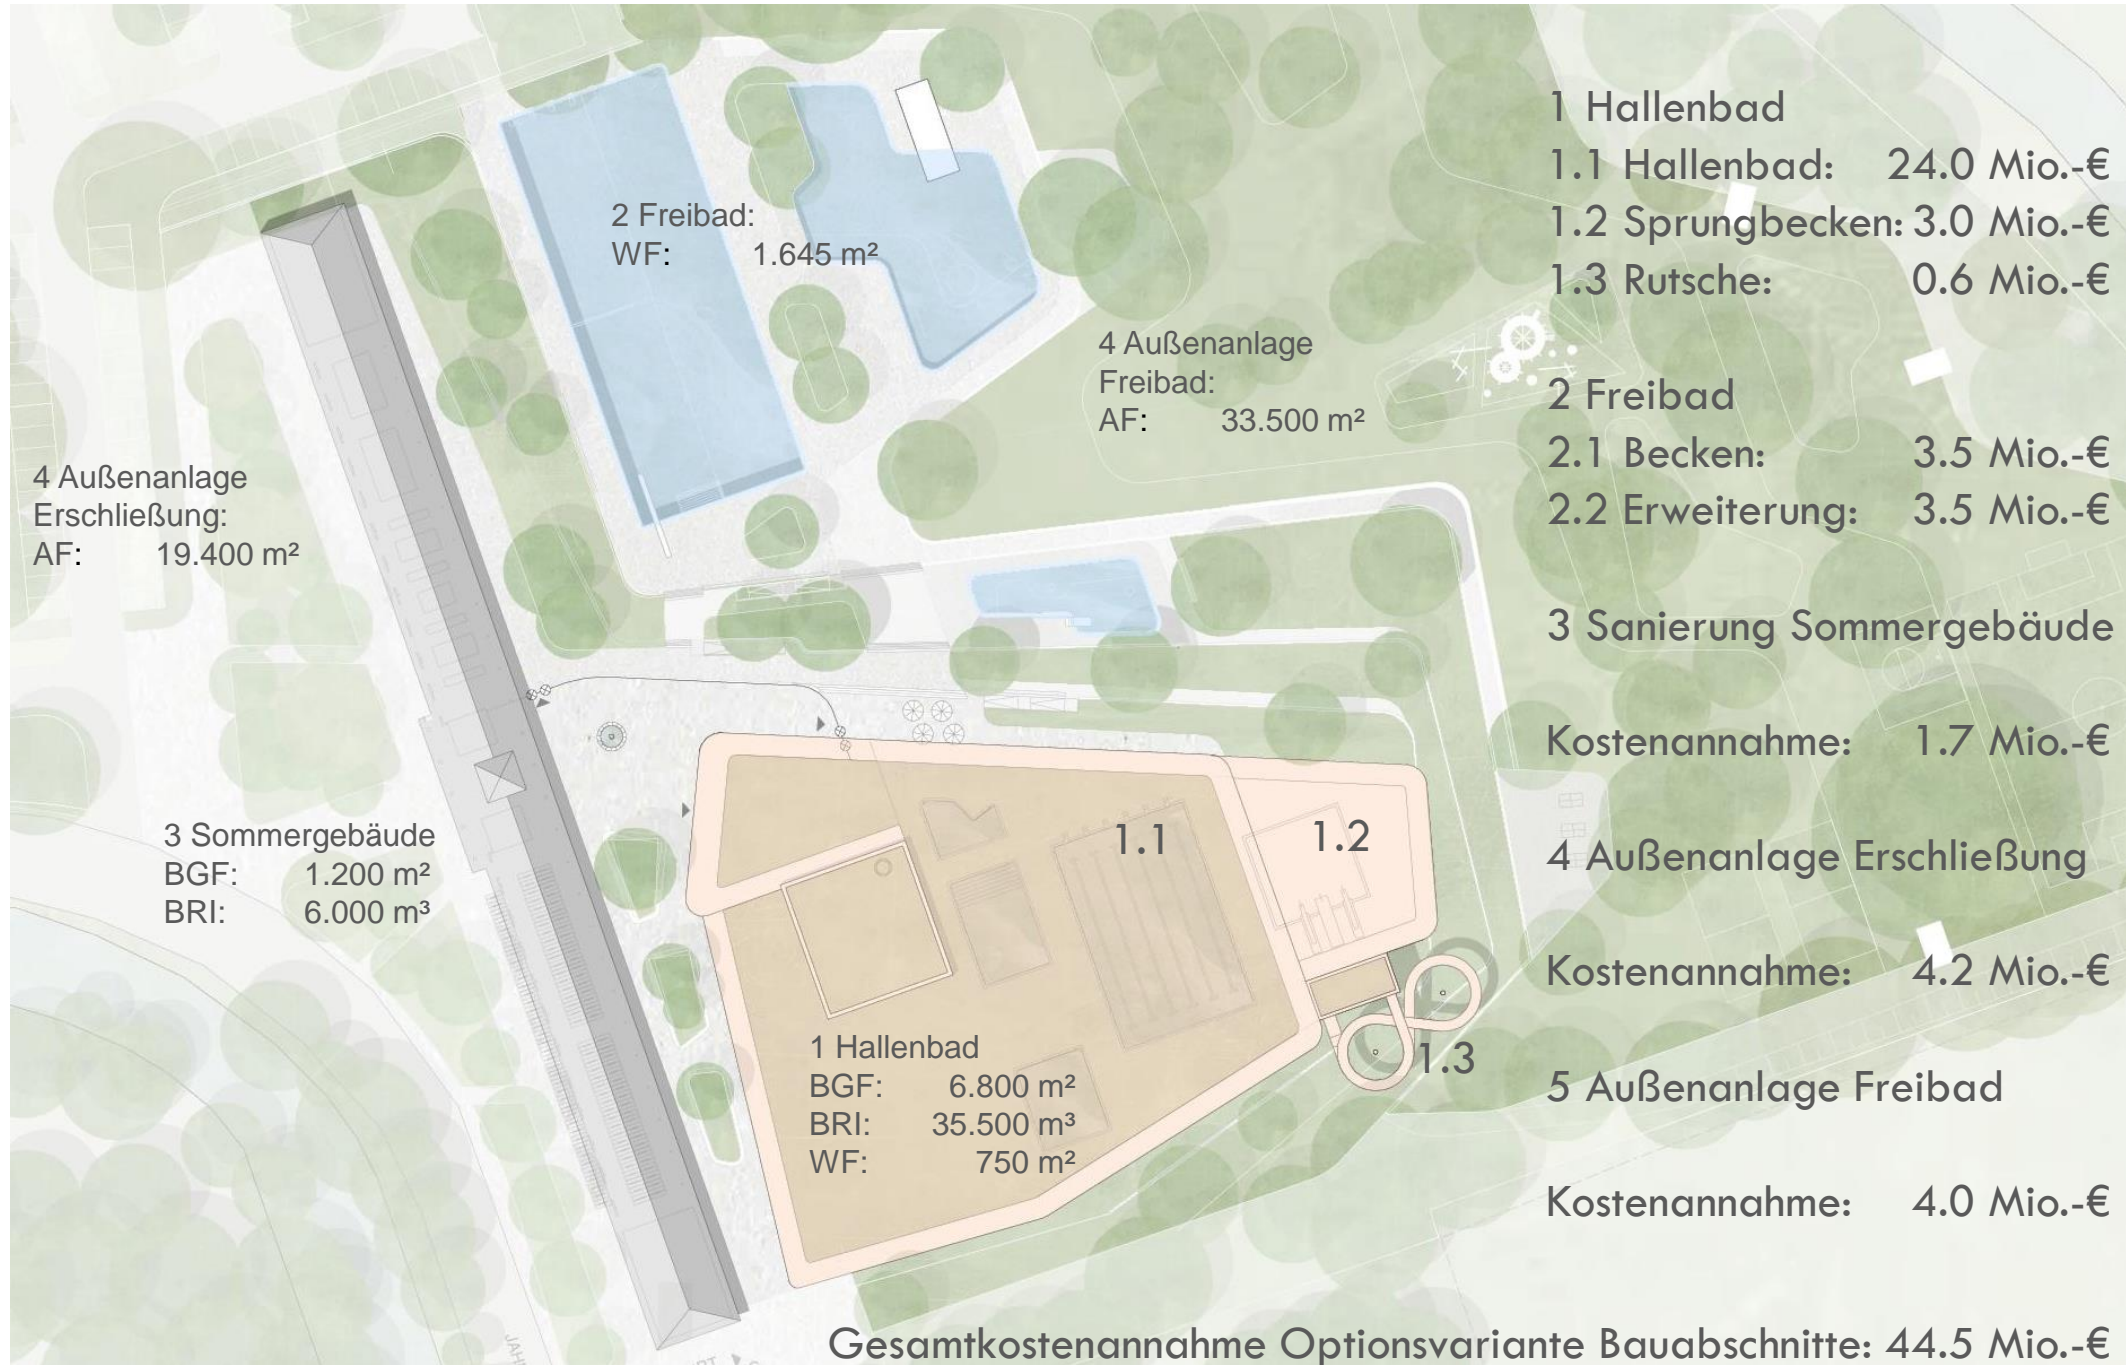 2 Freibad:
WF: 1.645 m²
4 Außenanlage
Freibad:
AF: 33.500 m²
4 Außenanlage
Erschließung:
AF: 19.400 m²
3 Sommergebäude
BGF: 1.200 m²
BRI: 6.000 m³
1.1
1.2
1.3
1 Hallenbad
BGF: 6.800 m²
BRI: 35.500 m³
WF: 750 m²
1 Hallenbad
1.1 Hallenbad: 24.0 Mio.-€
1.2 Sprungbecken: 3.0 Mio.-€
1.3 Rutsche: 0.6 Mio.-€
2 Freibad
2.1 Becken: 3.5 Mio.-€
2.2 Erweiterung: 3.5 Mio.-€
3 Sanierung Sommergebäude
Kostenannahme: 1.7 Mio.-€
4 Außenanlage Erschließung
Kostenannahme: 4.2 Mio.-€
5 Außenanlage Freibad
Kostenannahme: 4.0 Mio.-€
Gesamtkostenannahme Optionsvariante Bauabschnitte: 44.5 Mio.-€